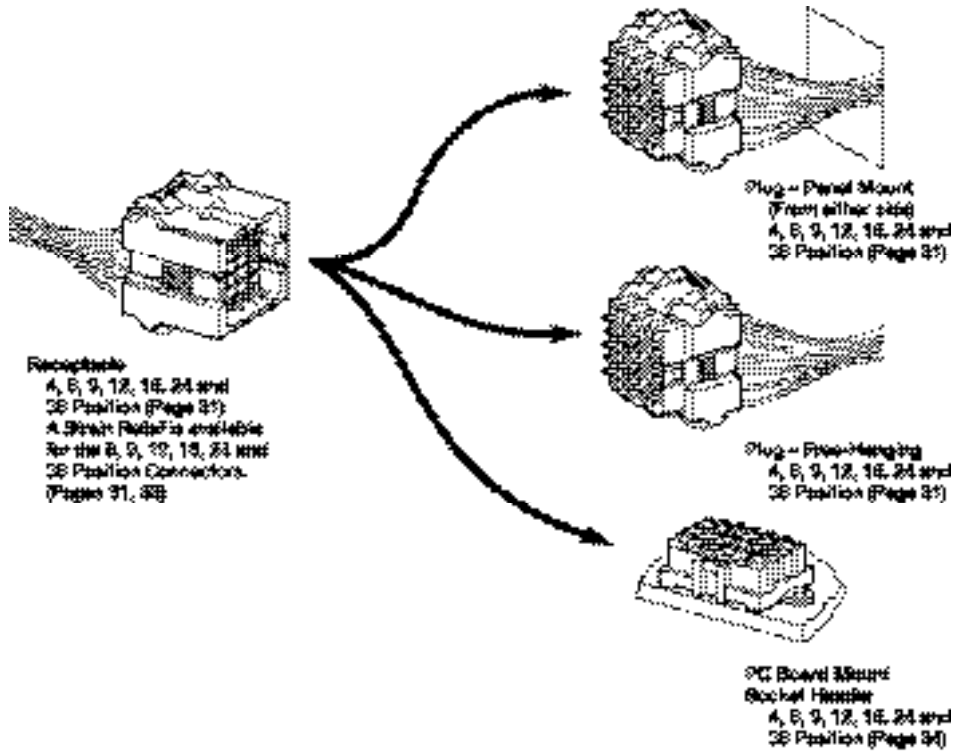 Receptacle
4, 6, 9, 12, 15, 24 and
36 Position (Page 31)
A Strain Relief is available
for the 6, 9, 12, 15, 24 and
36 Position Connectors.
(Pages 31, 33)
Plug – Panel Mount
(From either side)
4, 6, 9, 12, 15, 24 and
36 Position (Page 31)
Plug – Free-Hanging
4, 6, 9, 12, 15, 24 and
36 Position (Page 31)
PC Board Mount
Socket Header
4, 6, 9, 12, 15, 24 and
36 Position (Page 34)